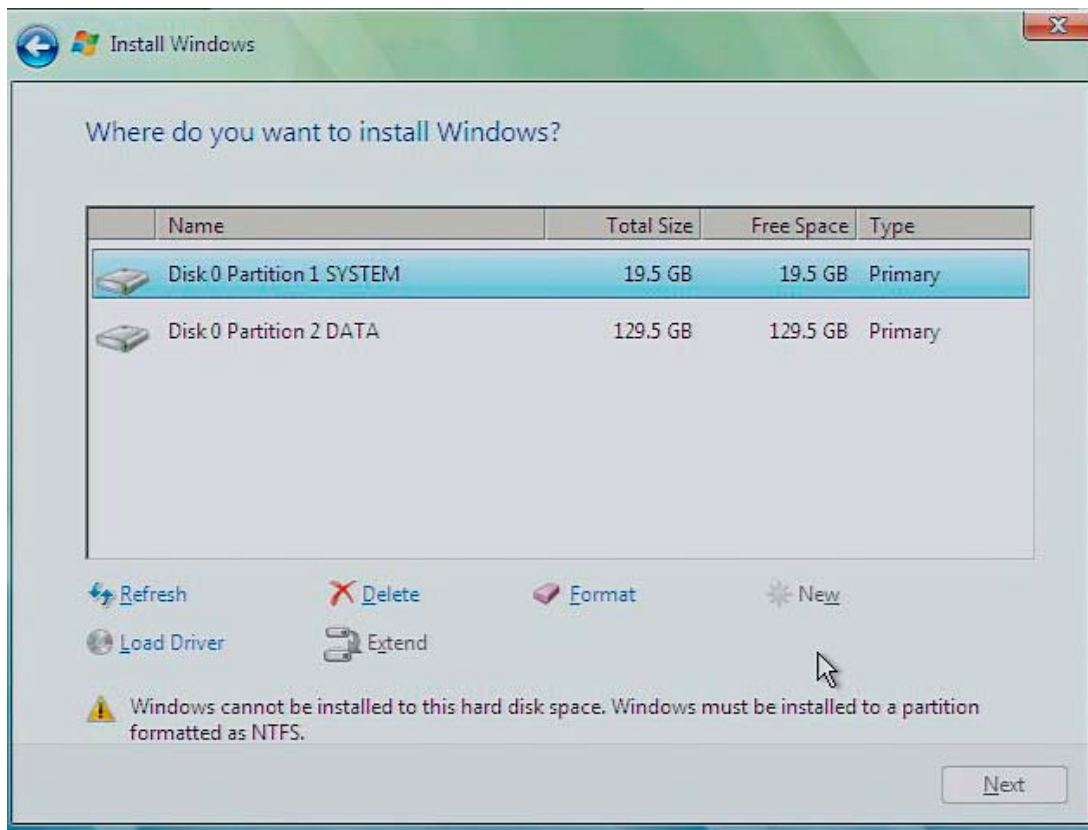 Install Windows
Where do you want to install Windows?
Name Total Size Free Space Type
Disk 0 Partition 1 SYSTEM 19.5 GB 19.5 GB Primary
Disk 0 Partition 2 DATA 129.5 GB 129.5 GB Primary
Refresh Delete Format New
Load Driver Extend
Windows cannot be installed to this hard disk space. Windows must be installed to a partition
formatted as NTFS.
Next